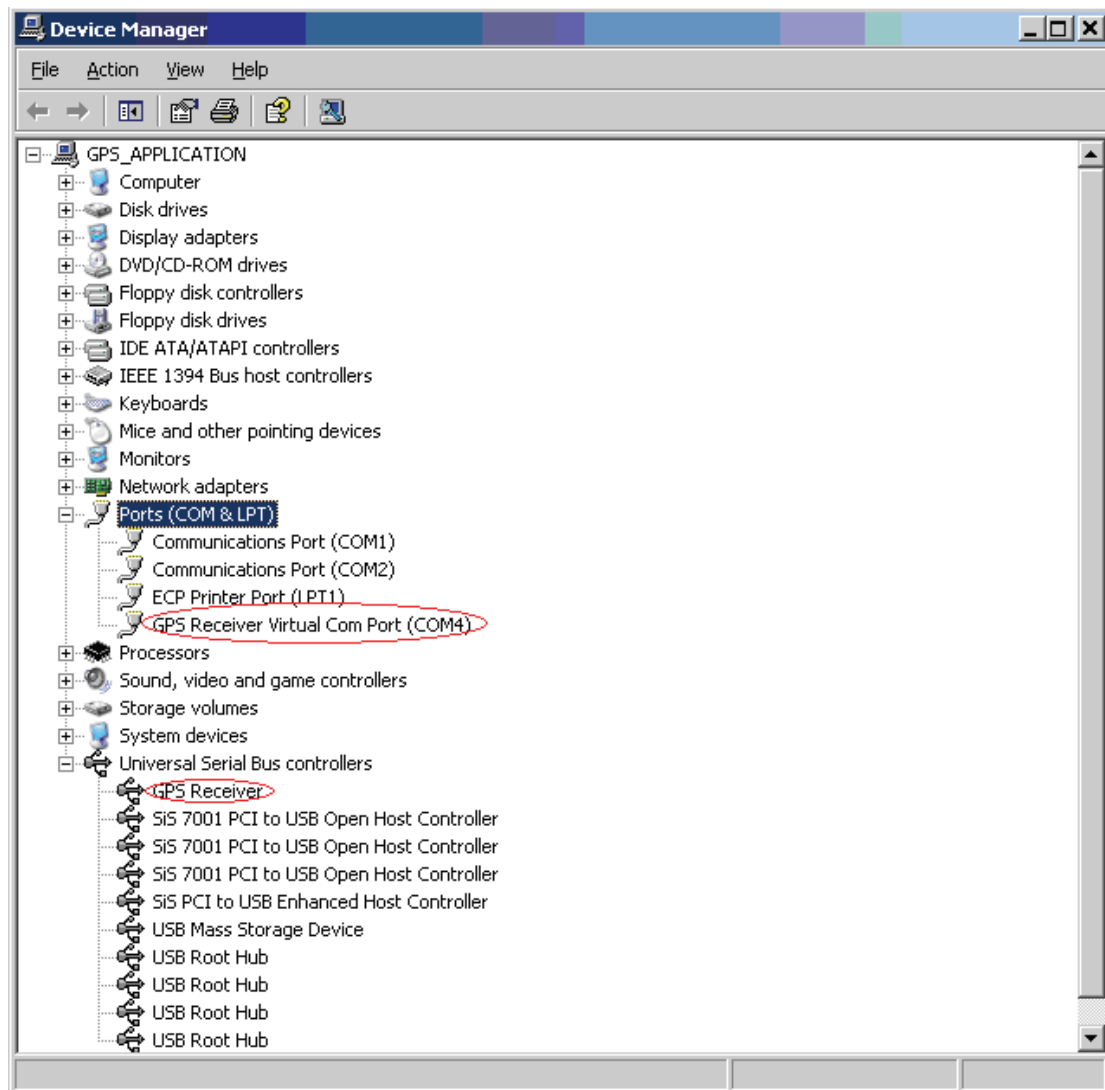 Device Manager
File Action View Help
GPS_APPLICATION
Computer
Disk drives
Display adapters
DVD/CD-ROM drives
Floppy disk controllers
Floppy disk drives
IDE ATA/ATAPI controllers
IEEE 1394 Bus host controllers
Keyboards
Mice and other pointing devices
Monitors
Network adapters
Ports (COM & LPT)
Communications Port (COM1)
Communications Port (COM2)
ECP Printer Port (LPT1)
GPS Receiver Virtual Com Port (COM4)
Processors
Sound, video and game controllers
Storage volumes
System devices
Universal Serial Bus controllers
GPS Receiver
SiS 7001 PCI to USB Open Host Controller
SiS 7001 PCI to USB Open Host Controller
SiS 7001 PCI to USB Open Host Controller
SiS PCI to USB Enhanced Host Controller
USB Mass Storage Device
USB Root Hub
USB Root Hub
USB Root Hub
USB Root Hub